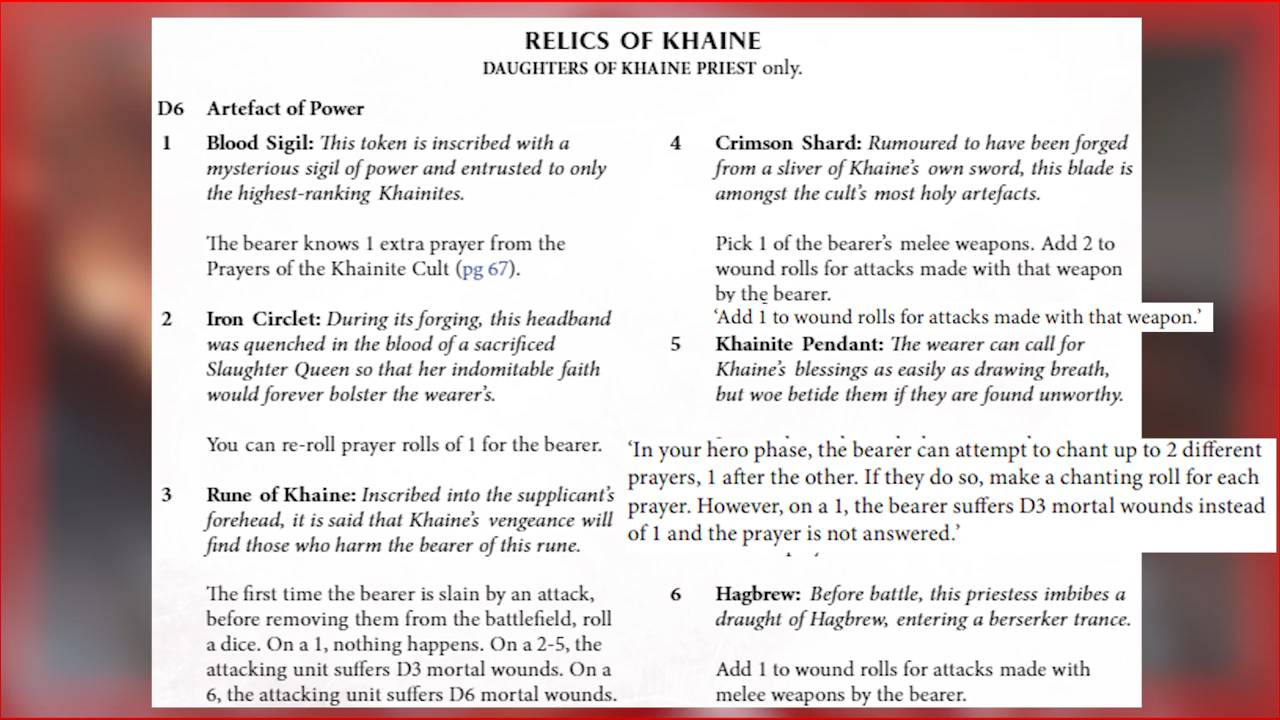 RELICS OF KHAINE
DAUGHTERS OF KHAINE PRIEST only.
D6 Artefact of Power
1 Blood Sigil: This token is inscribed with a
mysterious sigil of power and entrusted to only
the highest-ranking Khainites.
The bearer knows 1 extra prayer from the
Prayers of the Khainite Cult (pg 67).
2 Iron Circlet: During its forging, this headband
was quenched in the blood of a sacrificed
Slaughter Queen so that her indomitable faith
would forever bolster the wearer's.
You can re-roll prayer rolls of 1 for the bearer.
3 Rune of Khaine: Inscribed into the supplicant's
forehead, it is said that Khaine's vengeance will
find those who harm the bearer of this rune.
The first time the bearer is slain by an attack,
before removing them from the battlefield, roll
a dice. On a 1, nothing happens. On a 2-5, the
attacking unit suffers D3 mortal wounds. On a
6, the attacking unit suffers D6 mortal wounds.
4 Crimson Shard: Rumoured to have been forged
from a sliver of Khaine's own sword, this blade is
amongst the cult's most holy artefacts.
Pick 1 of the bearer's melee weapons. Add 2 to
wound rolls for attacks made with that weapon
by the bearer.
'Add 1 to wound rolls for attacks made with that weapon.'
5 Khainite Pendant: The wearer can call for
Khaine's blessings as easily as drawing breath,
but woe betide them if they are found unworthy.
'In your hero phase, the bearer can attempt to chant up to 2 different
prayers, 1 after the other. If they do so, make a chanting roll for each
prayer. However, on a 1, the bearer suffers D3 mortal wounds instead
of 1 and the prayer is not answered.'
6 Hagbrew: Before battle, this priestess imbibes a
draught of Hagbrew, entering a berserker trance.
Add 1 to wound rolls for attacks made with
melee weapons by the bearer.